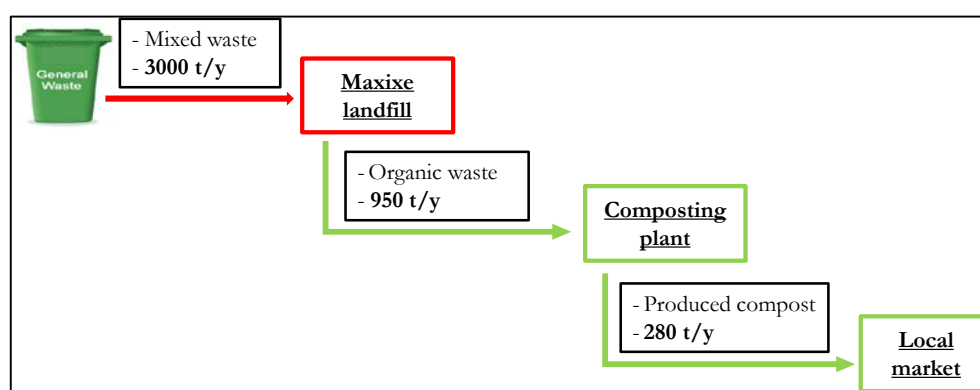 General
Waste
- Mixed waste
- 3000 t/y
Maxixe
landfill
- Organic waste
- 950 t/y
Composting
plant
- Produced compost
- 280 t/y
Local
market